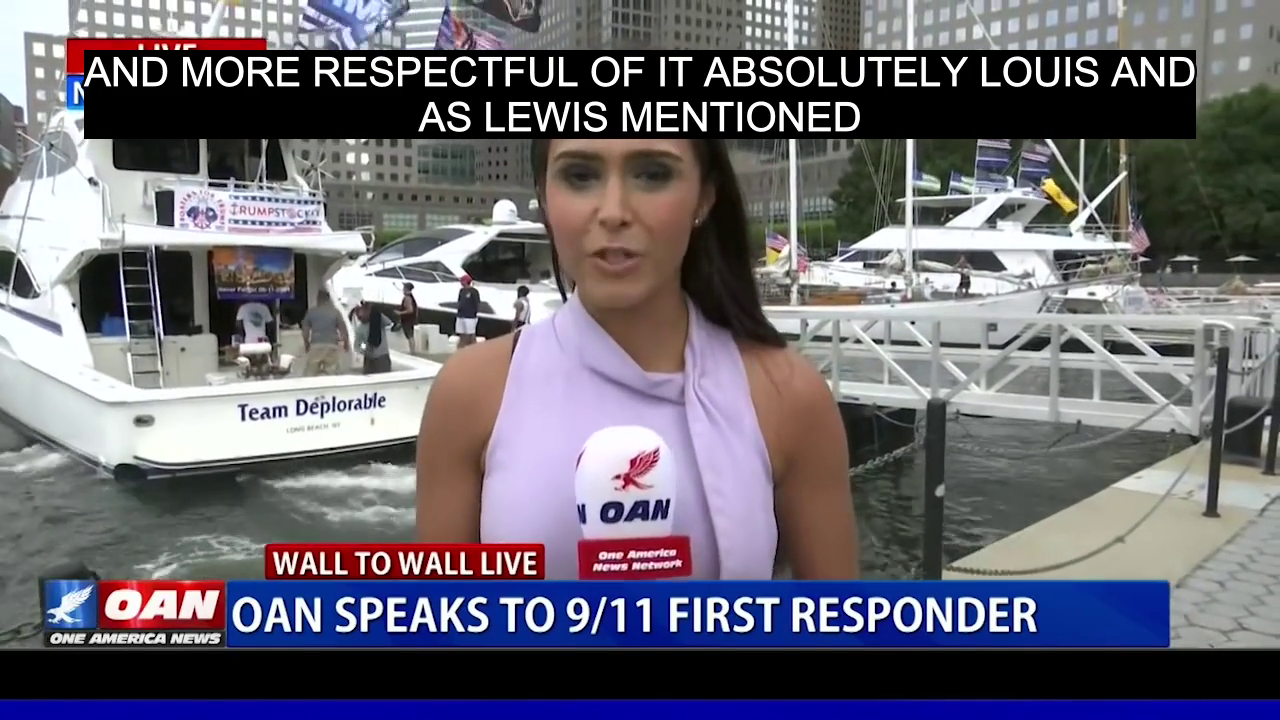 LIVE
AND MORE RESPECTFUL OF IT ABSOLUTELY LOUIS AND
AS LEWIS MENTIONED
TRUMPSTOCK
Team Deplorable
LONG BEACH, NY
OAN
One America
News Network
WALL TO WALL LIVE
OAN
ONE AMERICA NEWS
OAN SPEAKS TO 9/11 FIRST RESPONDER